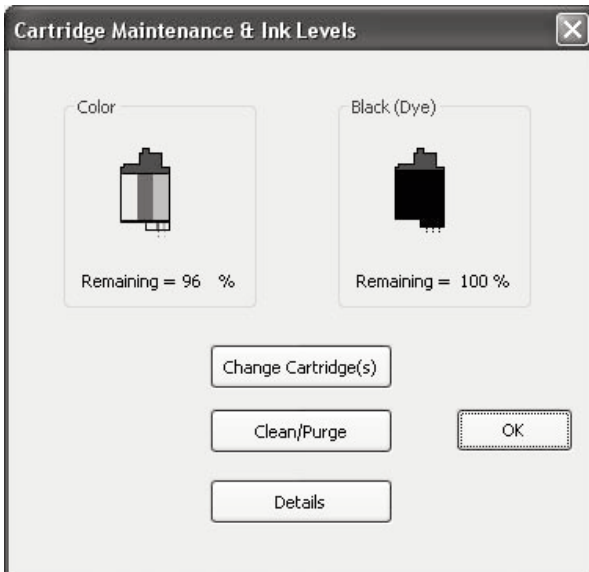 Cartridge Maintenance & Ink Levels
Color
Black (Dye)
Remaining = 96 %
Remaining = 100 %
Change Cartridge(s)
Clean/Purge
OK
Details